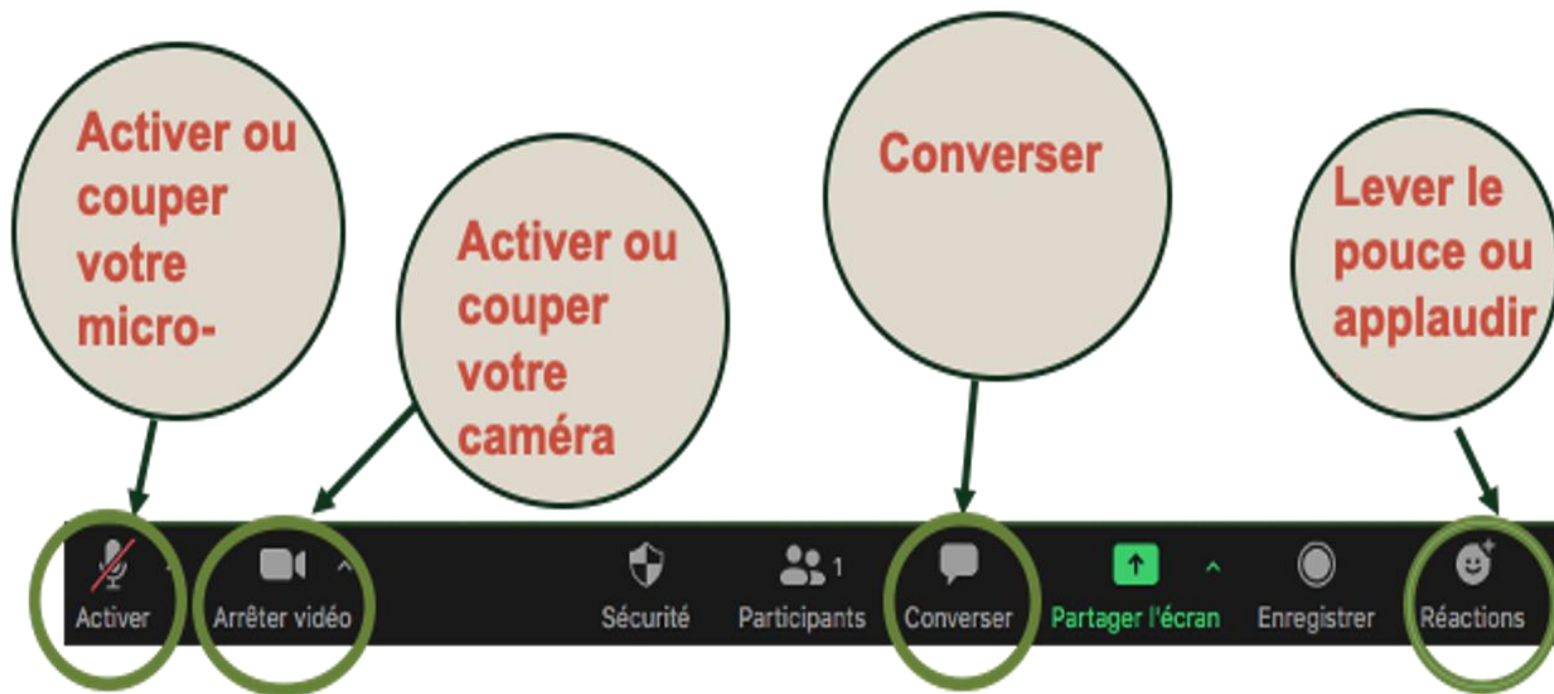 Activer ou
couper
votre
micro-
Activer ou
couper
votre
caméra
Converser
Lever le
pouce ou
applaudir
Activer
Arrêter vidéo
Sécurité
1
Participants
Converser
Partager l'écran
Enregistrer
Réactions